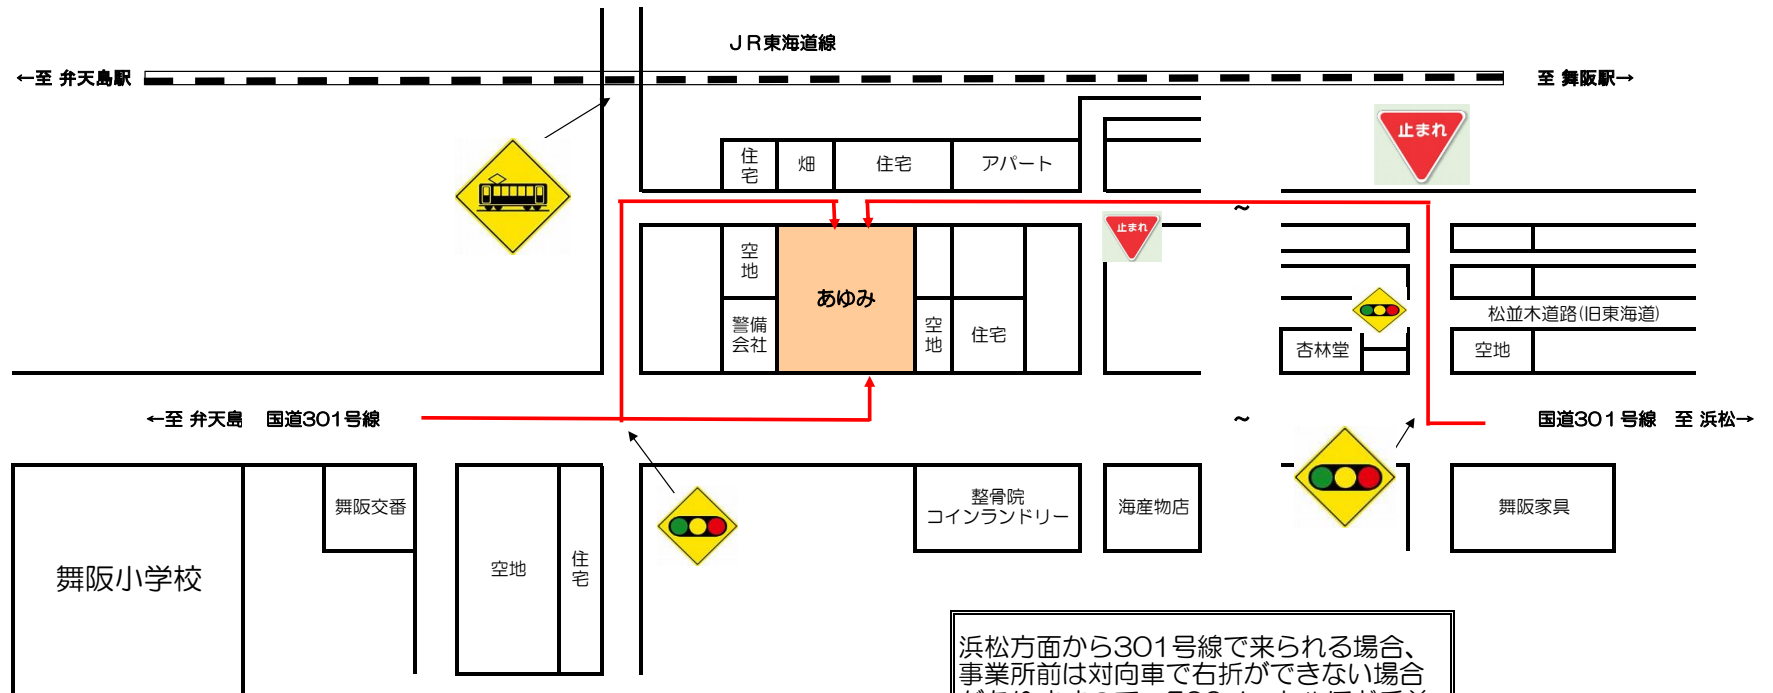 ＪＲ東海道線
←至 弁天島駅
至 舞阪駅→
止まれ
住宅
畑
住宅
アパート
止まれ
空地
あゆみ
警備
会社
空地
住宅
松並木道路(旧東海道)
杏林堂
空地
←至 弁天島　国道301号線
～
～
国道301号線　至 浜松→
舞阪交番
整骨院
コインランドリー
海産物店
舞阪家具
舞阪小学校
空地
住宅
浜松方面から301号線で来られる場合、
事業所前は対向車で右折ができない場合